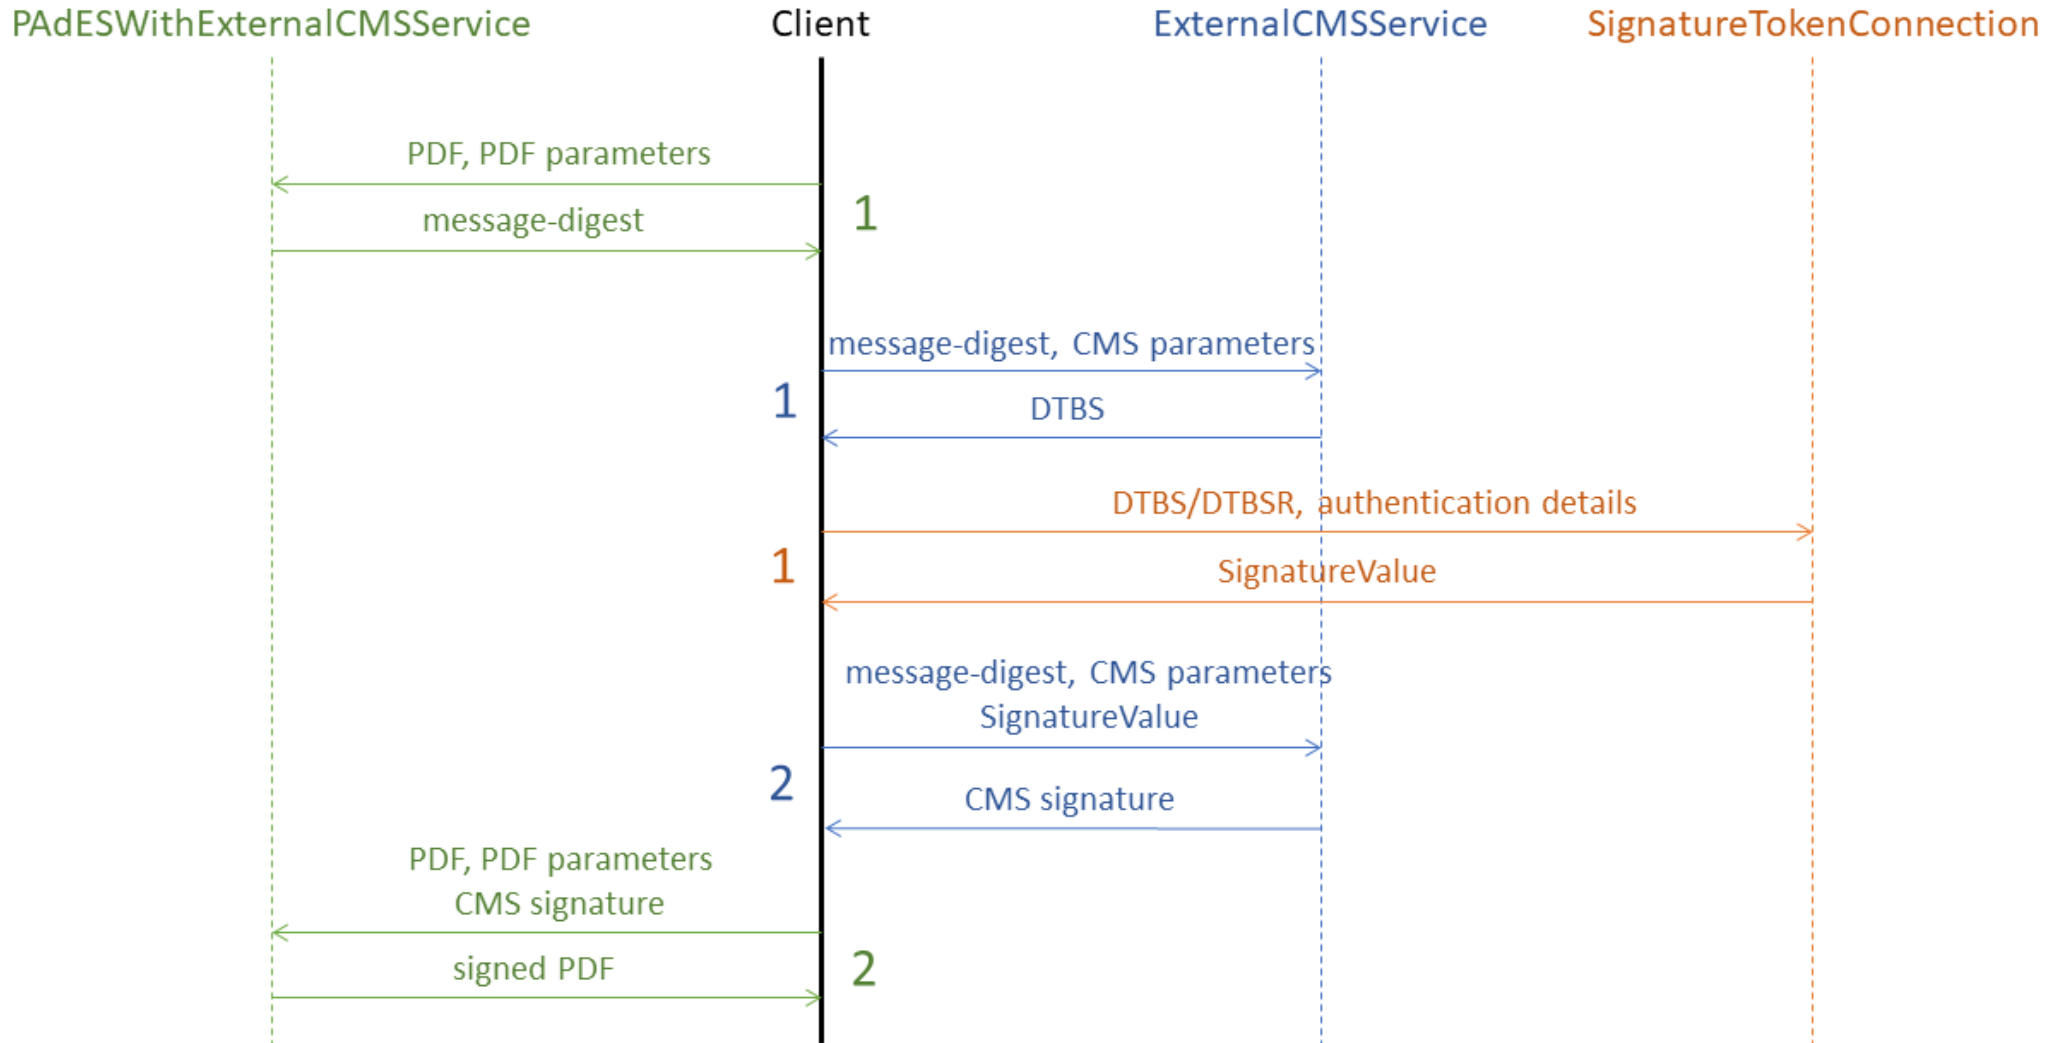 PAdESWithExternalCMSService
Client
ExternalCMSService
SignatureTokenConnection
PDF, PDF parameters
1
message-digest
message-digest, CMS parameters
1
DTBS
DTBS/DTBSR, authentication details
1
SignatureValue
message-digest, CMS parameters
SignatureValue
2
CMS signature
PDF, PDF parameters
CMS signature
2
signed PDF